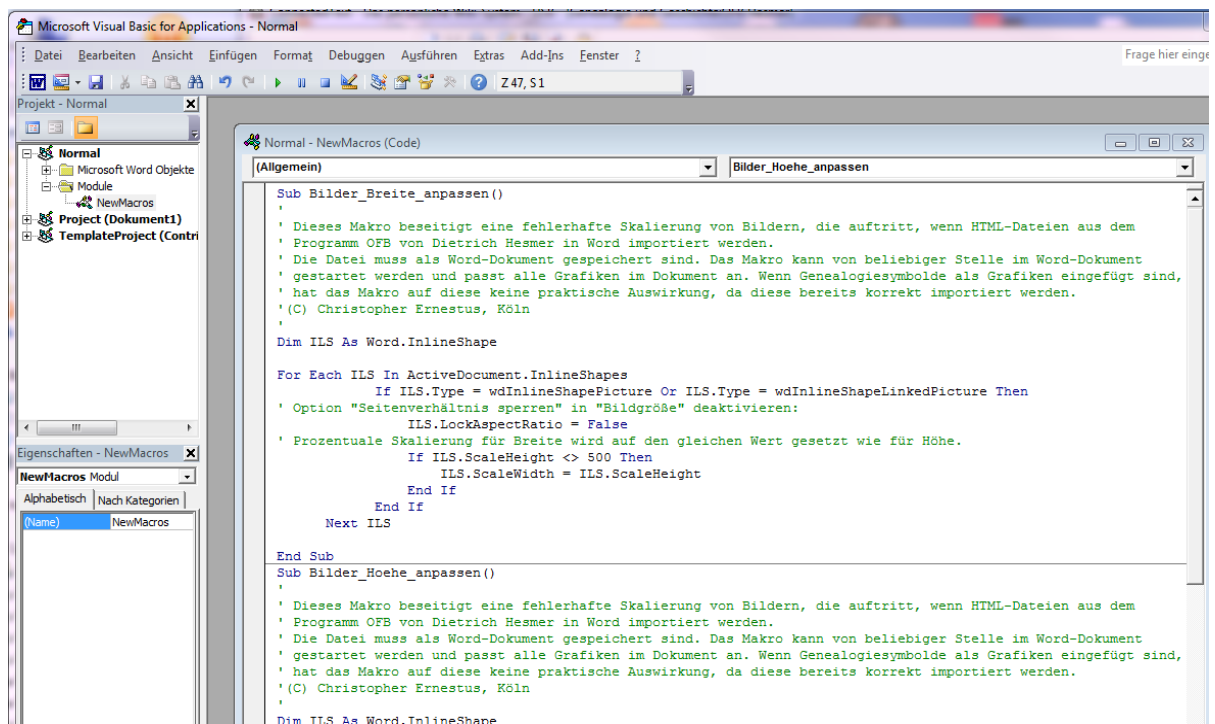 Microsoft Visual Basic for Applications - Normal
Datei Bearbeiten Ansicht Einfügen Format Debuggen Ausführen Extras Add-Ins Fenster ?
Frage hier einge
Z 47, S 1
Projekt - Normal
Normal
Microsoft Word Objekte
Module
NewMacros
Project (Dokument1)
TemplateProject (Contri
Eigenschaften - NewMacros
NewMacros Modul
Alphabetisch Nach Kategorien
(Name) NewMacros
Normal - NewMacros (Code)
(Allgemein) Bilder_Hoehe_anpassen
Sub Bilder_Breite_anpassen()
'
' Dieses Makro beseitigt eine fehlerhafte Skalierung von Bildern, die auftritt, wenn HTML-Dateien aus dem
' Programm OFB von Dietrich Hesmer in Word importiert werden.
' Die Datei muss als Word-Dokument gespeichert sind. Das Makro kann von beliebiger Stelle im Word-Dokument
' gestartet werden und passt alle Grafiken im Dokument an. Wenn Genealogiesymbolde als Grafiken eingefügt sind,
' hat das Makro auf diese keine praktische Auswirkung, da diese bereits korrekt importiert werden.
'(C) Christopher Ernestus, Köln
'
Dim ILS As Word.InlineShape
For Each ILS In ActiveDocument.InlineShapes
If ILS.Type = wdInlineShapePicture Or ILS.Type = wdInlineShapeLinkedPicture Then
' Option "Seitenverhältnis sperren" in "Bildgröße" deaktivieren:
ILS.LockAspectRatio = False
' Prozentuale Skalierung für Breite wird auf den gleichen Wert gesetzt wie für Höhe.
If ILS.ScaleHeight <> 500 Then
ILS.ScaleWidth = ILS.ScaleHeight
End If
End If
Next ILS
End Sub
Sub Bilder_Hoehe_anpassen()
'
' Dieses Makro beseitigt eine fehlerhafte Skalierung von Bildern, die auftritt, wenn HTML-Dateien aus dem
' Programm OFB von Dietrich Hesmer in Word importiert werden.
' Die Datei muss als Word-Dokument gespeichert sind. Das Makro kann von beliebiger Stelle im Word-Dokument
' gestartet werden und passt alle Grafiken im Dokument an. Wenn Genealogiesymbolde als Grafiken eingefügt sind,
' hat das Makro auf diese keine praktische Auswirkung, da diese bereits korrekt importiert werden.
'(C) Christopher Ernestus, Köln
'
Dim ILS As Word.InlineShape